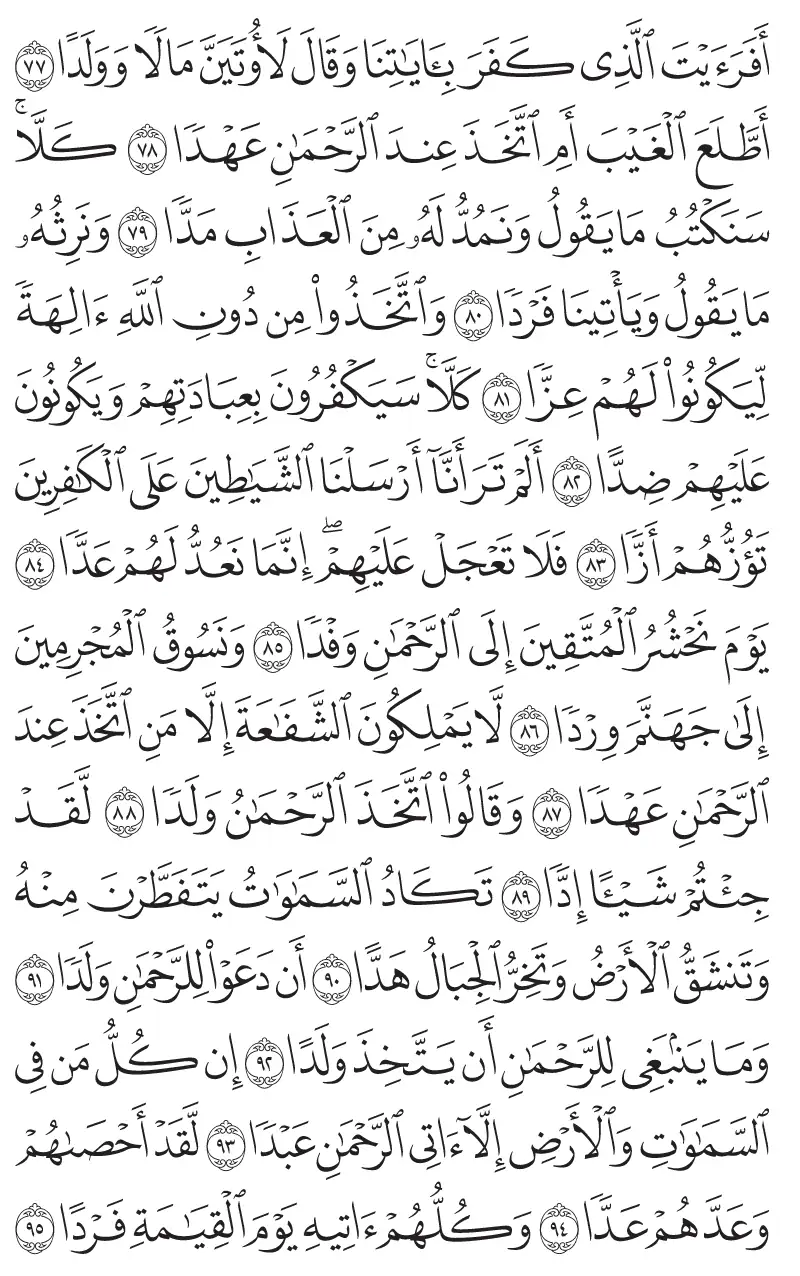 أَفَرَءَيْتَ ٱلَّذِى كَفَرَ بِـَٔايَـٰتِنَا وَقَالَ لَأُوتَيَنَّ مَالًا وَوَلَدًا ٧٧
أَطَّلَعَ ٱلْغَيْبَ أَمِ ٱتَّخَذَ عِندَ ٱلرَّحْمَـٰنِ عَهْدًا ٧٨ كَلَّا ۚ
سَنَكْتُبُ مَا يَقُولُ وَنَمُدُّ لَهُۥ مِنَ ٱلْعَذَابِ مَدًّا ٧٩ وَنَرِثُهُۥ
مَا يَقُولُ وَيَأْتِينَا فَرْدًا ٨٠ وَٱتَّخَذُوا۟ مِن دُونِ ٱللَّهِ ءَالِهَةً
لِّيَكُونُوا۟ لَهُمْ عِزًّا ٨١ كَلَّا ۚ سَيَكْفُرُونَ بِعِبَادَتِهِمْ وَيَكُونُونَ
عَلَيْهِمْ ضِدًّا ٨٢ أَلَمْ تَرَ أَنَّآ أَرْسَلْنَا ٱلشَّيَـٰطِينَ عَلَى ٱلْكَـٰفِرِينَ
تَؤُزُّهُمْ أَزًّا ٨٣ فَلَا تَعْجَلْ عَلَيْهِمْ ۖ إِنَّمَا نَعُدُّ لَهُمْ عَدًّا ٨٤
يَوْمَ نَحْشُرُ ٱلْمُتَّقِينَ إِلَى ٱلرَّحْمَـٰنِ وَفْدًا ٨٥ وَنَسُوقُ ٱلْمُجْرِمِينَ
إِلَىٰ جَهَنَّمَ وِرْدًا ٨٦ لَّا يَمْلِكُونَ ٱلشَّفَـٰعَةَ إِلَّا مَنِ ٱتَّخَذَ عِندَ
ٱلرَّحْمَـٰنِ عَهْدًا ٨٧ وَقَالُوا۟ ٱتَّخَذَ ٱلرَّحْمَـٰنُ وَلَدًا ٨٨ لَّقَدْ
جِئْتُمْ شَيْـًٔا إِدًّا ٨٩ تَكَادُ ٱلسَّمَـٰوَٰتُ يَتَفَطَّرْنَ مِنْهُ
وَتَنشَقُّ ٱلْأَرْضُ وَتَخِرُّ ٱلْجِبَالُ هَدًّا ٩٠ أَن دَعَوْا۟ لِلرَّحْمَـٰنِ وَلَدًا ٩١
وَمَا يَنۢبَغِى لِلرَّحْمَـٰنِ أَن يَتَّخِذَ وَلَدًا ٩٢ إِن كُلُّ مَن فِى
ٱلسَّمَـٰوَٰتِ وَٱلْأَرْضِ إِلَّآ ءَاتِى ٱلرَّحْمَـٰنِ عَبْدًا ٩٣ لَّقَدْ أَحْصَىٰهُمْ
وَعَدَّهُمْ عَدًّا ٩٤ وَكُلُّهُمْ ءَاتِيهِ يَوْمَ ٱلْقِيَـٰمَةِ فَرْدًا ٩٥